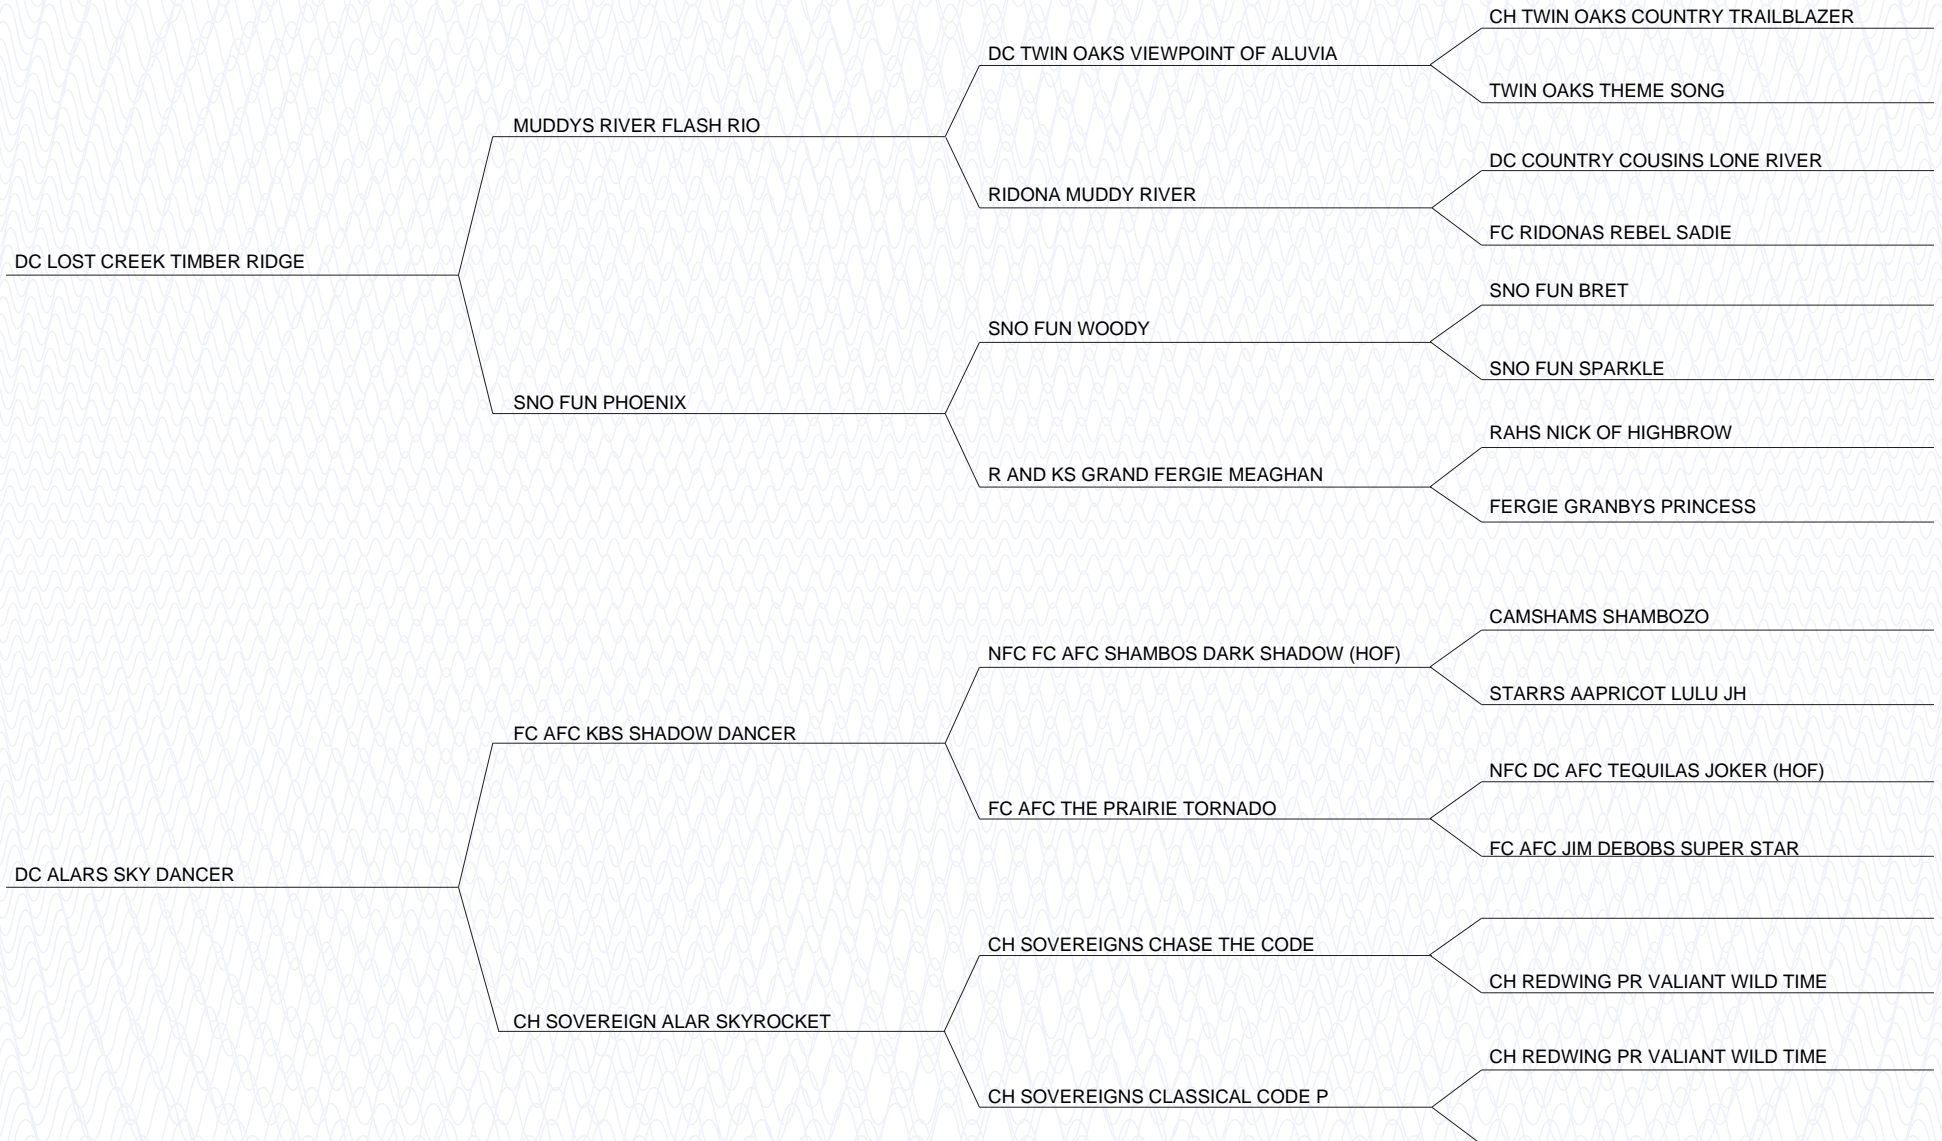 CH TWIN OAKS COUNTRY TRAILBLAZER
DC TWIN OAKS VIEWPOINT OF ALUVIA
TWIN OAKS THEME SONG
MUDDYS RIVER FLASH RIO
DC COUNTRY COUSINS LONE RIVER
RIDONA MUDDY RIVER
FC RIDONAS REBEL SADIE
DC LOST CREEK TIMBER RIDGE
SNO FUN BRET
SNO FUN WOODY
SNO FUN SPARKLE
SNO FUN PHOENIX
RAHS NICK OF HIGHBROW
R AND KS GRAND FERGIE MEAGHAN
FERGIE GRANBYS PRINCESS
CAMSHAMS SHAMBOZO
NFC FC AFC SHAMBOS DARK SHADOW (HOF)
STARRS AAPRICOT LULU JH
FC AFC KBS SHADOW DANCER
NFC DC AFC TEQUILAS JOKER (HOF)
FC AFC THE PRAIRIE TORNADO
FC AFC JIM DEBOBS SUPER STAR
DC ALARS SKY DANCER
CH SOVEREIGNS CHASE THE CODE
CH REDWING PR VALIANT WILD TIME
CH SOVEREIGN ALAR SKYROCKET
CH REDWING PR VALIANT WILD TIME
CH SOVEREIGNS CLASSICAL CODE P